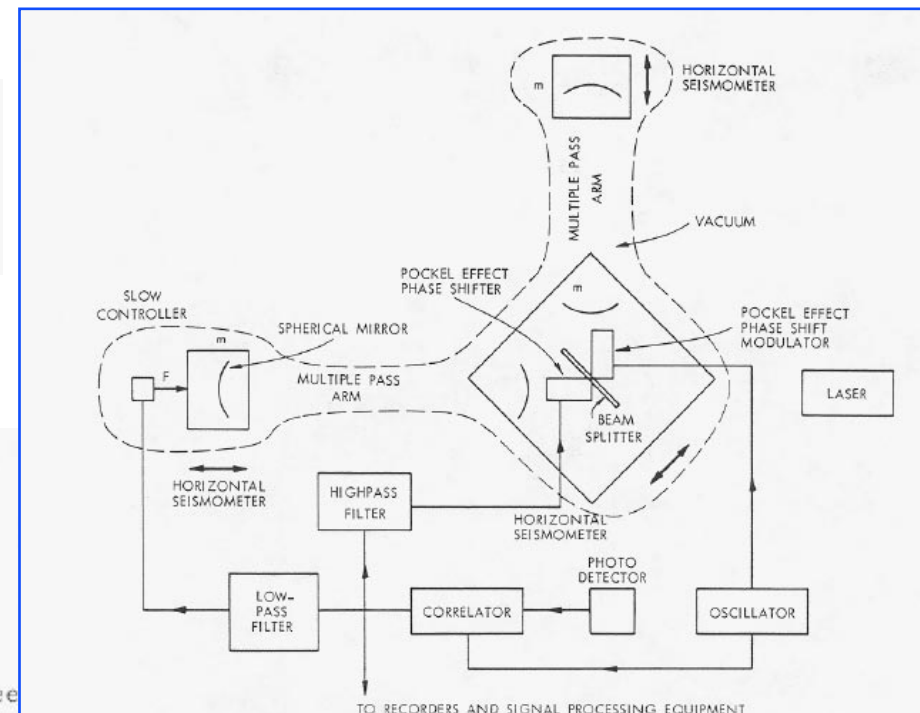 m
HORIZONTAL
SEISMOMETER
MULTIPLE PASS
ARM
VACUUM
POCKEL EFFECT
PHASE SHIFTER
m
SLOW
CONTROLLER
SPHERICAL MIRROR
m
POCKEL EFFECT
PHASE SHIFT
MODULATOR
F
MULTIPLE PASS
ARM
LASER
BEAM
SPLITTER
HORIZONTAL
SEISMOMETER
HIGHPASS
FILTER
HORIZONTAL
SEISMOMETER
PHOTO
DETECTOR
LOW-
PASS
FILTER
CORRELATOR
OSCILLATOR
TO RECORDERS AND SIGNAL PROCESSING EQUIPMENT